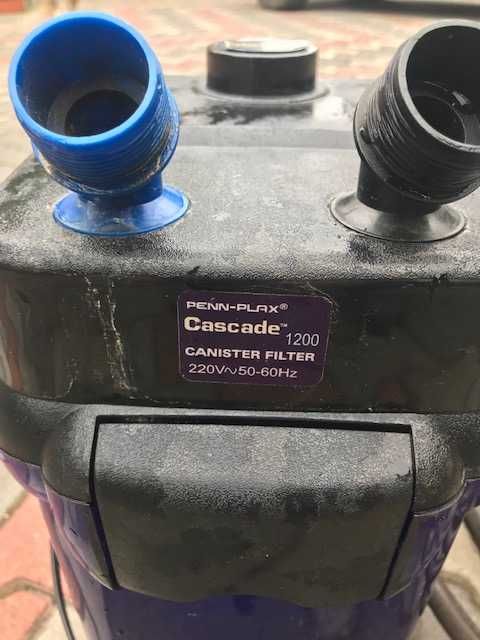 PENN-PLAX®
Cascade™ 1200
CANISTER FILTER
220V∿50-60Hz